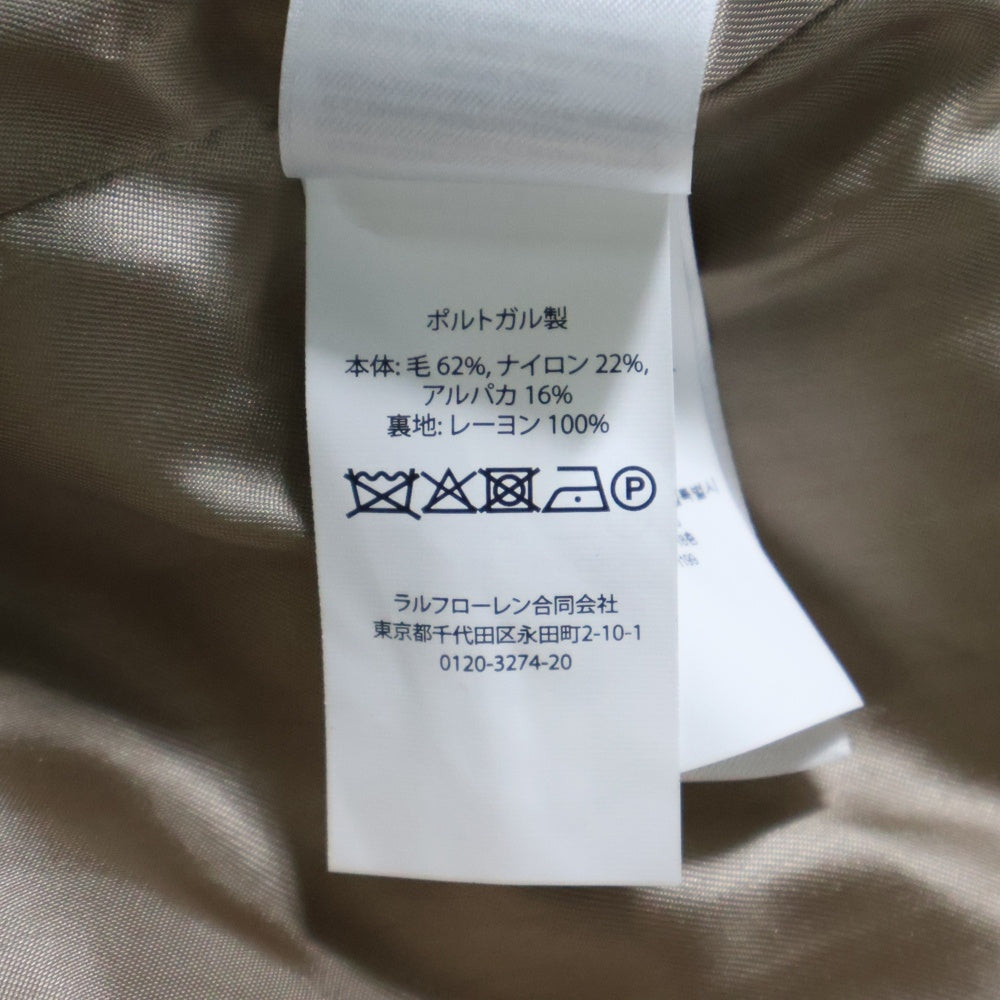 ポルトガル製
本体: 毛 62%, ナイロン 22%,
アルパカ 16%
裏地: レーヨン 100%
P
ラルフローレン合同会社
東京都千代田区永田町2-10-1
0120-3274-20